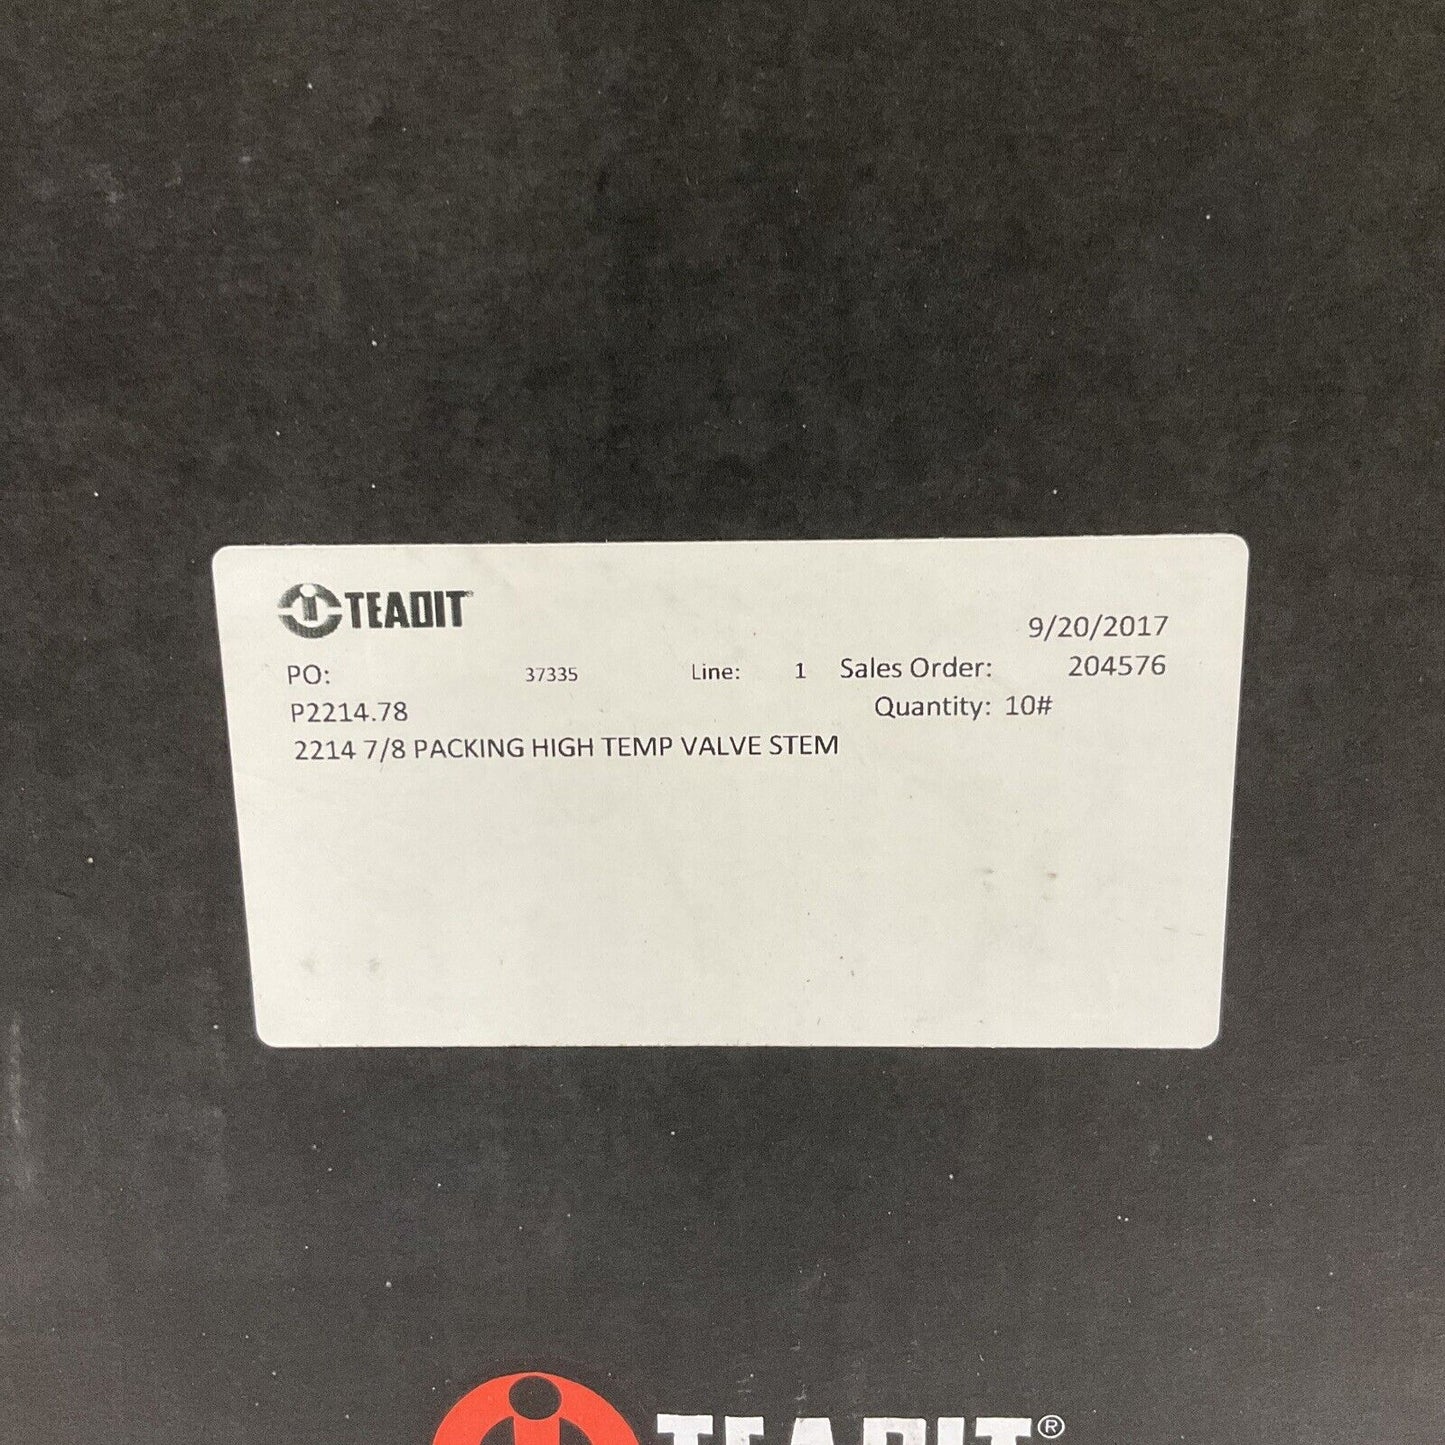 TEADIT
9/20/2017
PO: 37335 Line: 1 Sales Order: 204576
P2214.78 Quantity: 10#
2214 7/8 PACKING HIGH TEMP VALVE STEM
TEADIT®